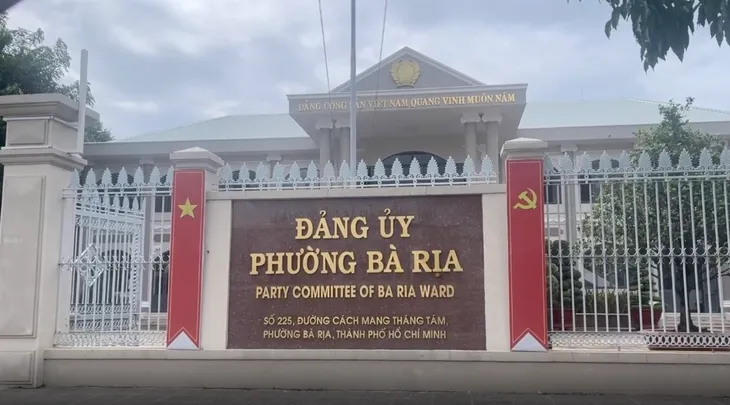 ĐẢNG CỘNG SẢN VIỆT NAM QUANG VINH MUÔN NĂM
ĐẢNG ỦY
PHƯỜNG BÀ RỊA
PARTY COMMITTEE OF BA RIA WARD
SỐ 225, ĐƯỜNG CÁCH MẠNG THÁNG TÁM,
PHƯỜNG BÀ RỊA, THÀNH PHỐ HỒ CHÍ MINH